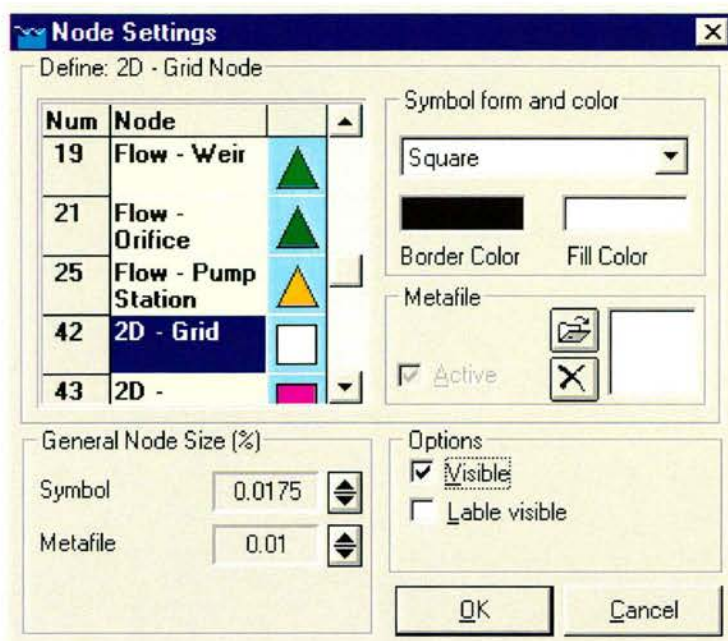 Node Settings
Define: 2D - Grid Node
Num Node
19 Flow - Weir
21 Flow -
Orifice
25 Flow - Pump
Station
42 2D - Grid
43 2D -
Symbol form and color
Square
Border Color Fill Color
Metafile
Active
General Node Size (%)
Symbol 0.0175
Metafile 0.01
Options
Visible
Lable visible
OK Cancel